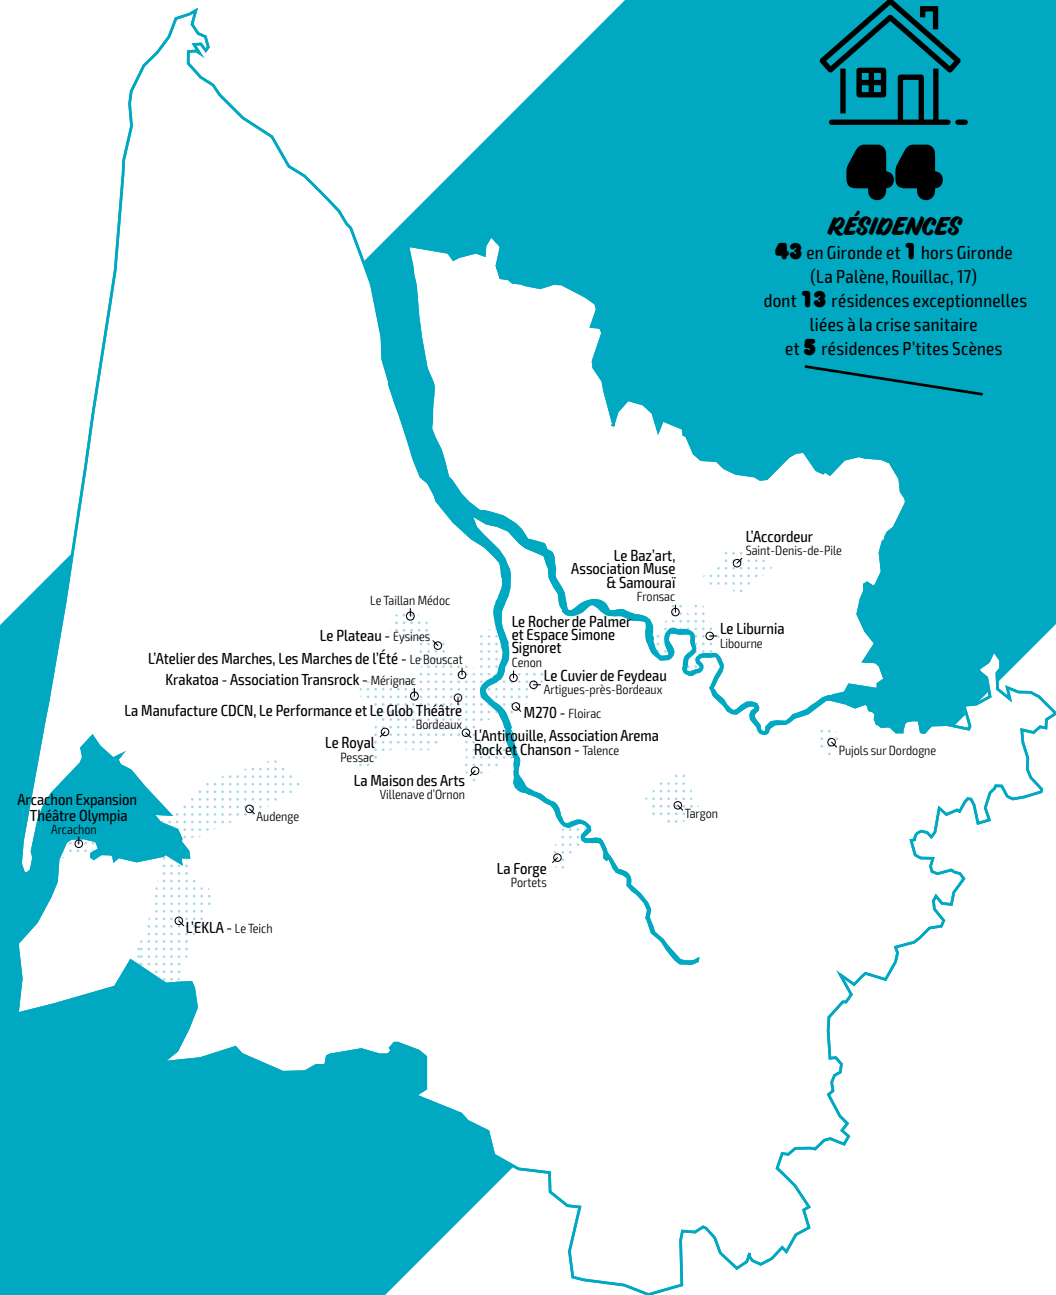 44
RÉSIDENCES
43 en Gironde et 1 hors Gironde
(La Palène, Rouillac, 17)
dont 13 résidences exceptionnelles
liées à la crise sanitaire
et 5 résidences P'tites Scènes
L'Accordeur
Saint-Denis-de-Pile
Le Baz'art,
Association Muse
& Samouraï
Fronsac
Le Liburnia
Libourne
Le Taillan Médoc
Le Plateau - Eysines
L'Atelier des Marches, Les Marches de l'Été - Le Bouscat
Krakatoa - Association Transrock - Mérignac
La Manufacture CDCN, Le Performance et Le Glob Théâtre
Bordeaux
Le Rocher de Palmer
et Espace Simone
Signoret
Cenon
Le Cuvier de Feydeau
Artigues-près-Bordeaux
M270 - Floirac
L'Antirouille, Association Arema
Rock et Chanson - Talence
Le Royal
Pessac
La Maison des Arts
Villenave d'Ornon
Pujols sur Dordogne
Arcachon Expansion
Théâtre Olympia
Arcachon
Audenge
Targon
La Forge
Portets
L'EKLA - Le Teich